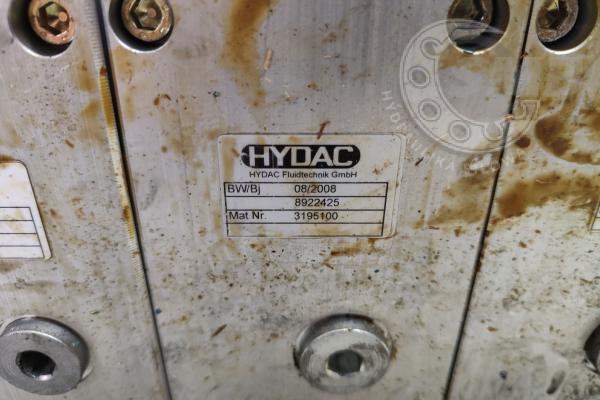 HYDAC
HYDAC Fluidtechnik GmbH
BW/Bj 08/2008
8922425
Mat Nr. 3195100